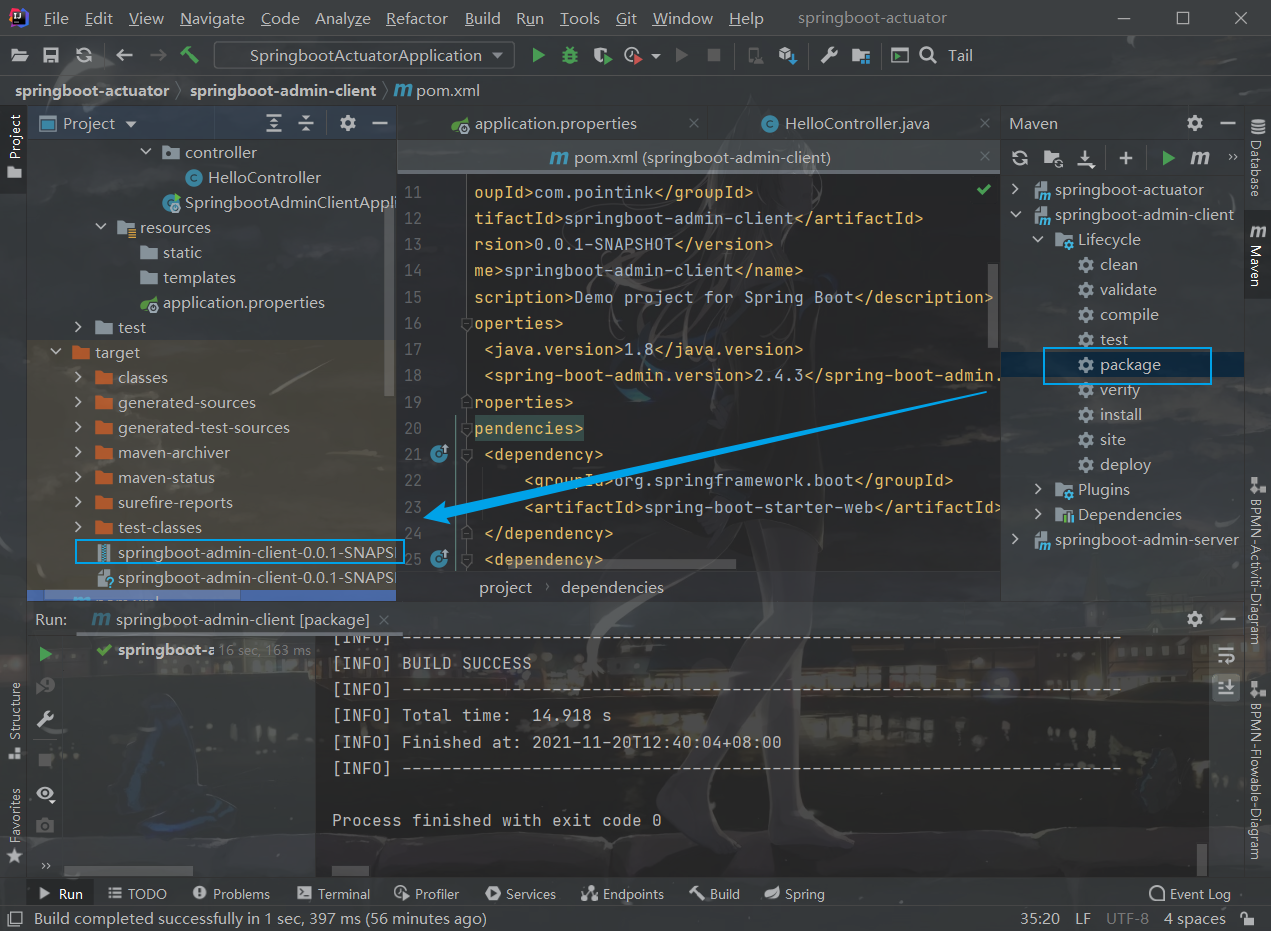 File Edit View Navigate Code Analyze Refactor Build Run Tools Git Window Help springboot-actuator
SpringbootActuatorApplication Tail
springboot-actuator springboot-admin-client pom.xml
Project
controller
HelloController
SpringbootAdminClientAppli
resources
static
templates
application.properties
test
target
classes
generated-sources
generated-test-sources
maven-archiver
maven-status
surefire-reports
test-classes
springboot-admin-client-0.0.1-SNAPS
springboot-admin-client-0.0.1-SNAPS
application.properties HelloController.java
pom.xml (springboot-admin-client)
11 oupId>com.pointink</groupId>
12 tifactId>springboot-admin-client</artifactId>
13 rsion>0.0.1-SNAPSHOT</version>
14 me>springboot-admin-client</name>
15 scription>Demo project for Spring Boot</description>
16 operties>
17 <java.version>1.8</java.version>
18 <spring-boot-admin.version>2.4.3</spring-boot-admin.
19 roperties>
20 pendencies>
21 <dependency>
22 <groupId>org.springframework.boot</groupId>
23 <artifactId>spring-boot-starter-web</artifactId>
24 </dependency>
25 <dependency>
project dependencies
Maven
springboot-actuator
springboot-admin-client
Lifecycle
clean
validate
compile
test
package
verify
install
site
deploy
Plugins
Dependencies
springboot-admin-server
Project
Structure
Favorites
Database
Maven
BPMN-Activiti-Diagram
BPMN-Flowable-Diagram
Run: springboot-admin-client [package]
springboot-a 16 sec, 163 ms
[INFO] ------------------------------------------------------------------------
[INFO] BUILD SUCCESS
[INFO] ------------------------------------------------------------------------
[INFO] Total time:  14.918 s
[INFO] Finished at: 2021-11-20T12:40:04+08:00
[INFO] ------------------------------------------------------------------------
Process finished with exit code 0
Run TODO Problems Terminal Profiler Services Endpoints Build Spring Event Log
Build completed successfully in 1 sec, 397 ms (56 minutes ago) 35:20 LF UTF-8 4 spaces